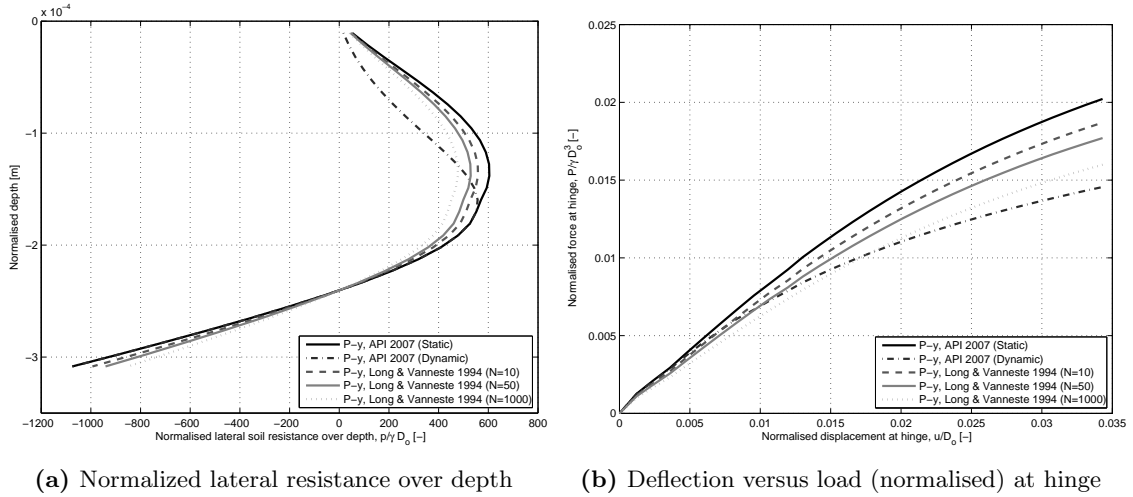 0
x 10⁻⁴
−1
−2
−3
Normalised depth [m]
−1200 −1000 −800 −600 −400 −200 0 200 400 600 800
Normalised lateral soil resistance over depth, p/γ Dₒ [−]
P−y, API 2007 (Static)
P−y, API 2007 (Dynamic)
P−y, Long & Vanneste 1994 (N=10)
P−y, Long & Vanneste 1994 (N=50)
P−y, Long & Vanneste 1994 (N=1000)
(a) Normalized lateral resistance over depth
0.025
0.02
0.015
0.01
0.005
0
Normalised force at hinge, P/γ Dₒ³ [−]
0 0.005 0.01 0.015 0.02 0.025 0.03 0.035
Normalised displacement at hinge, u/Dₒ [−]
P−y, API 2007 (Static)
P−y, API 2007 (Dynamic)
P−y, Long & Vanneste 1994 (N=10)
P−y, Long & Vanneste 1994 (N=50)
P−y, Long & Vanneste 1994 (N=1000)
(b) Deflection versus load (normalised) at hinge